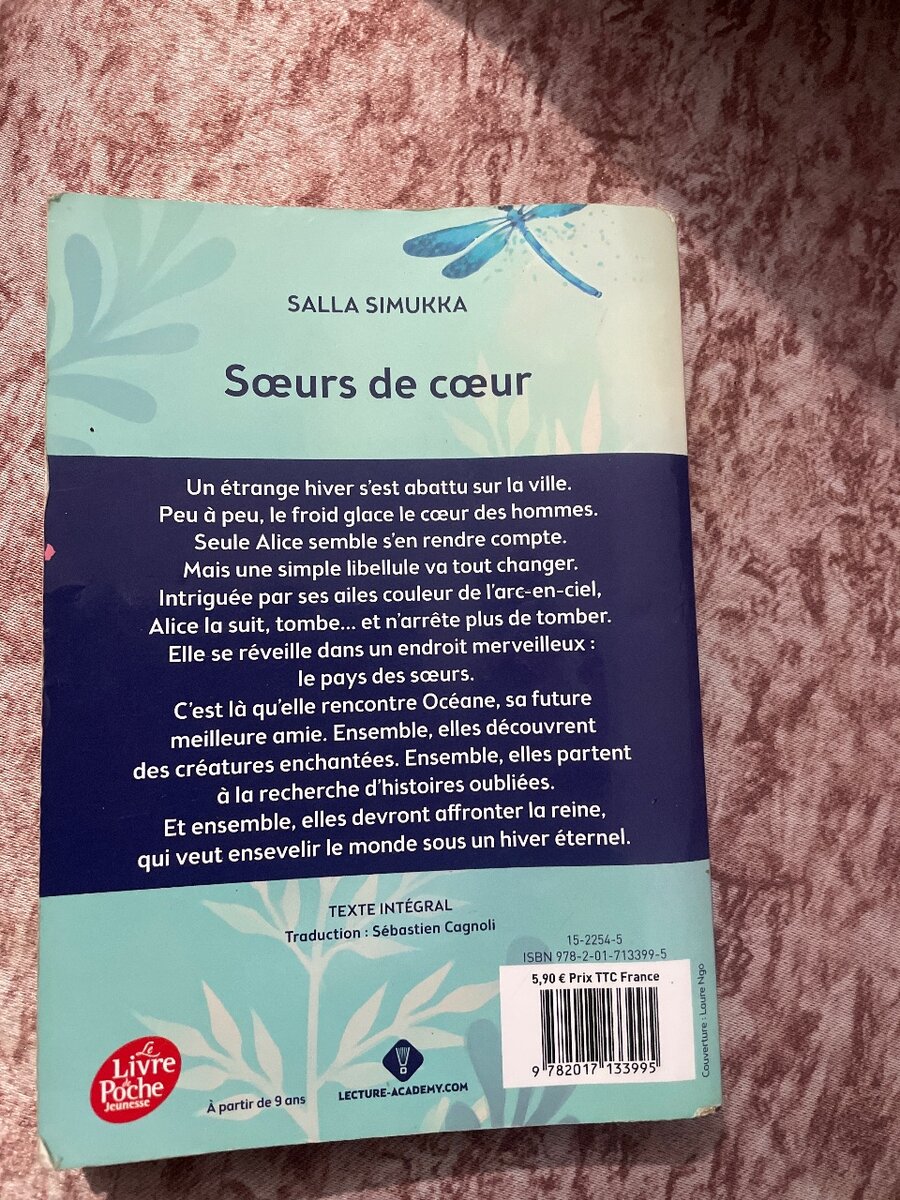 SALLA SIMUKKA
Sœurs de cœur
Un étrange hiver s'est abattu sur la ville.
Peu à peu, le froid glace le cœur des hommes.
Seule Alice semble s'en rendre compte.
Mais une simple libellule va tout changer.
Intriguée par ses ailes couleur de l'arc-en-ciel,
Alice la suit, tombe... et n'arrête plus de tomber.
Elle se réveille dans un endroit merveilleux :
le pays des sœurs.
C'est là qu'elle rencontre Océane, sa future
meilleure amie. Ensemble, elles découvrent
des créatures enchantées. Ensemble, elles partent
à la recherche d'histoires oubliées.
Et ensemble, elles devront affronter la reine,
qui veut ensevelir le monde sous un hiver éternel.
TEXTE INTÉGRAL
Traduction : Sébastien Cagnoli
15-2254-5
ISBN 978-2-01-713399-5
5,90 € Prix TTC France
9 782017 133995
Couverture : Laure Ngo
Le
Livre
de
Poche
Jeunesse
À partir de 9 ans
LECTURE-ACADEMY.COM